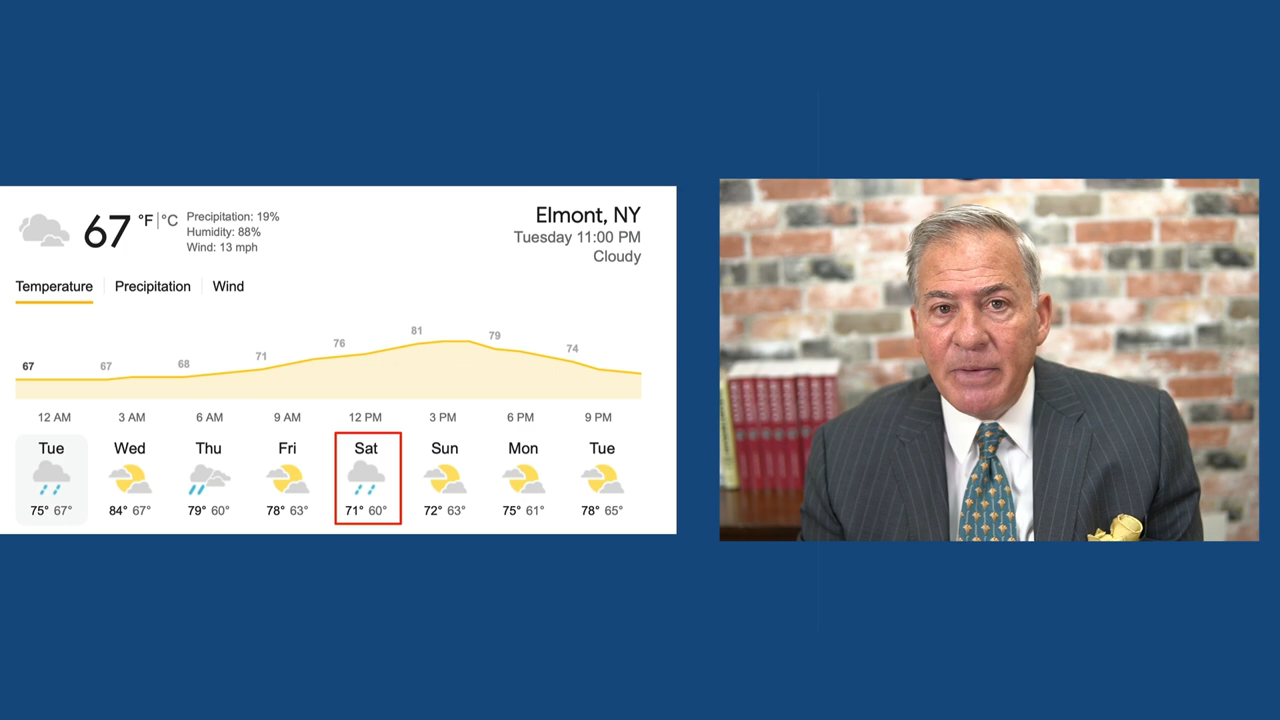 67 °F | °C
Precipitation: 19%
Humidity: 88%
Wind: 13 mph
Elmont, NY
Tuesday 11:00 PM
Cloudy
Temperature Precipitation Wind
67 67 68 71 76 81 79 74
12 AM 3 AM 6 AM 9 AM 12 PM 3 PM 6 PM 9 PM
Tue Wed Thu Fri Sat Sun Mon Tue
75° 67° 84° 67° 79° 60° 78° 63° 71° 60° 72° 63° 75° 61° 78° 65°